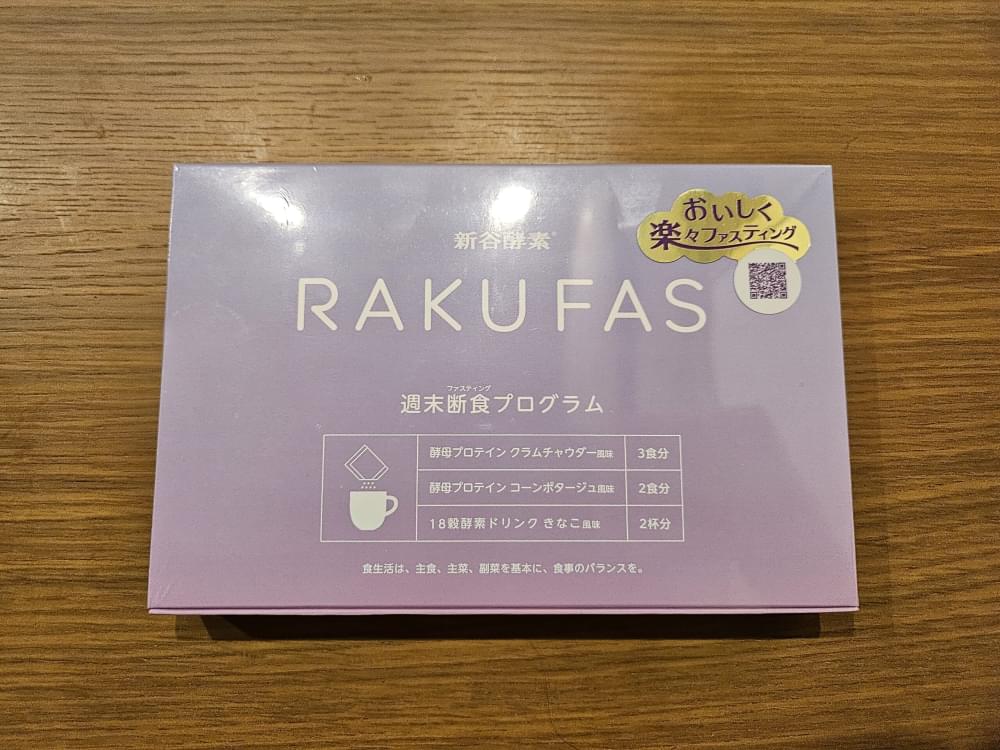 おいしく
楽々ファスティング
新谷酵素®
RAKU FAS
ファスティング
週末断食プログラム
酵母プロテイン クラムチャウダー風味 3食分
酵母プロテイン コーンポタージュ風味 2食分
18穀酵素ドリンク きなこ風味 2杯分
食生活は、主食、主菜、副菜を基本に、食事のバランスを。